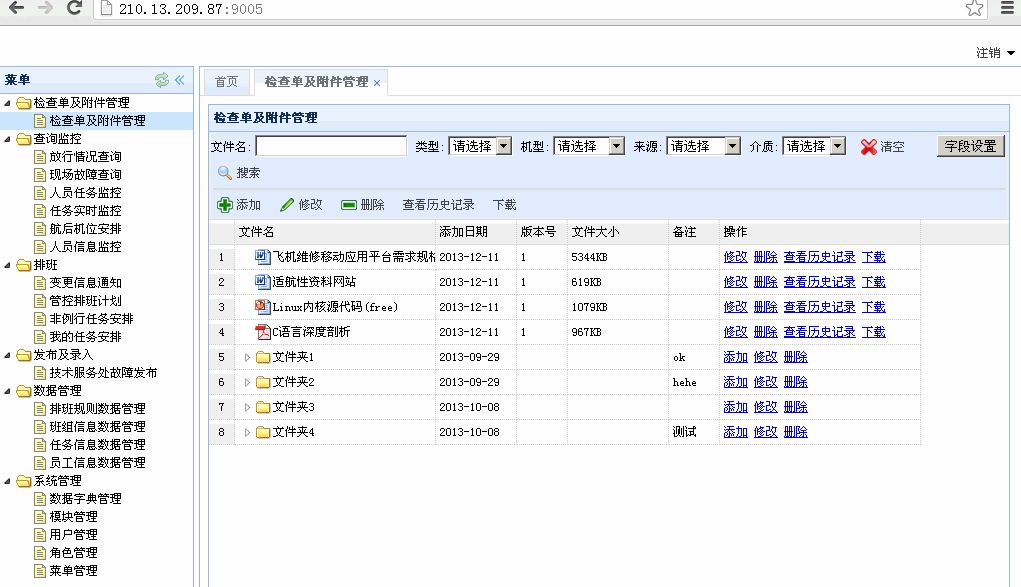 210.13.209.87:9005
注销
菜单
检查单及附件管理
检查单及附件管理
查询监控
放行情况查询
现场故障查询
人员任务监控
任务实时监控
航后机位安排
人员信息监控
排班
变更信息通知
管控排班计划
非例行任务安排
我的任务安排
发布及录入
技术服务处故障发布
数据管理
排班规则数据管理
班组信息数据管理
任务信息数据管理
员工信息数据管理
系统管理
数据字典管理
模块管理
用户管理
角色管理
菜单管理
首页 检查单及附件管理 ×
检查单及附件管理
文件名: 类型: 请选择 机型: 请选择 来源: 请选择 介质: 请选择 清空 字段设置
搜索
添加 修改 删除 查看历史记录 下载
文件名 添加日期 版本号 文件大小 备注 操作
1 飞机维修移动应用平台需求规格 2013-12-11 1 5344KB 修改 删除 查看历史记录 下载
2 适航性资料网站 2013-12-11 1 619KB 修改 删除 查看历史记录 下载
3 Linux内核源代码(free) 2013-12-11 1 1079KB 修改 删除 查看历史记录 下载
4 C语言深度剖析 2013-12-11 1 967KB 修改 删除 查看历史记录 下载
5 文件夹1 2013-09-29 ok 添加 修改 删除
6 文件夹2 2013-09-29 hehe 添加 修改 删除
7 文件夹3 2013-10-08 添加 修改 删除
8 文件夹4 2013-10-08 测试 添加 修改 删除